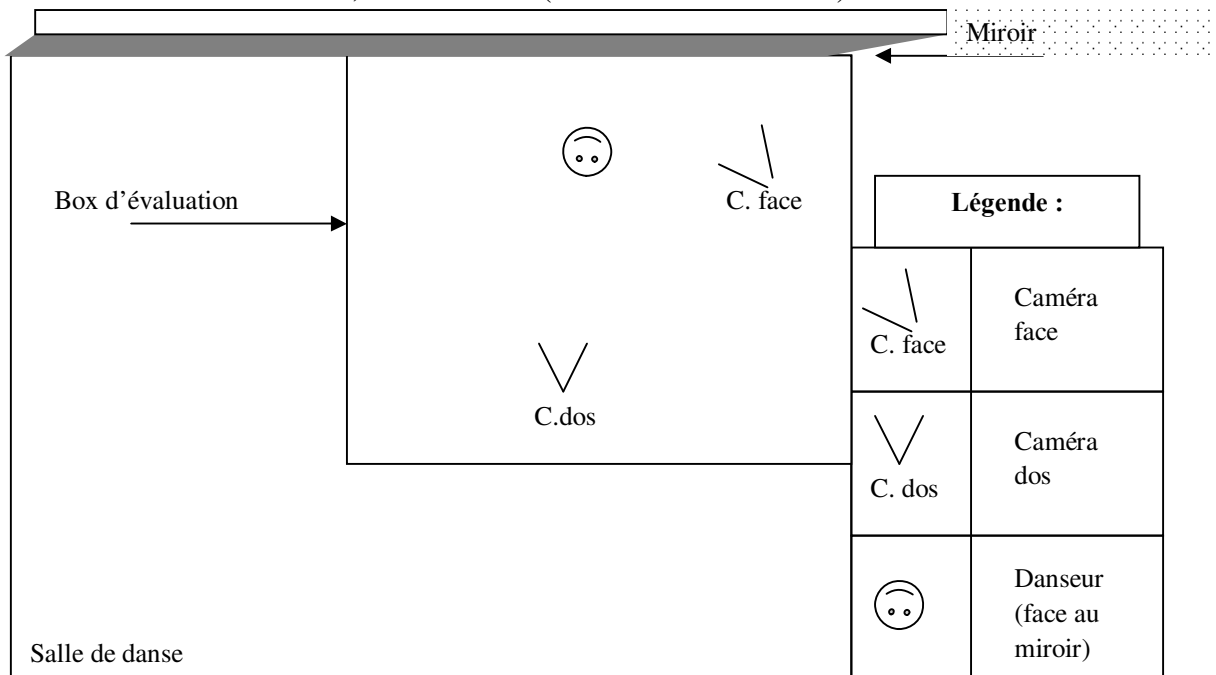 Miroir
Box d'évaluation
C. face
C.dos
Salle de danse
Légende :
C. face
Caméra
face
C. dos
Caméra
dos
Danseur
(face au
miroir)